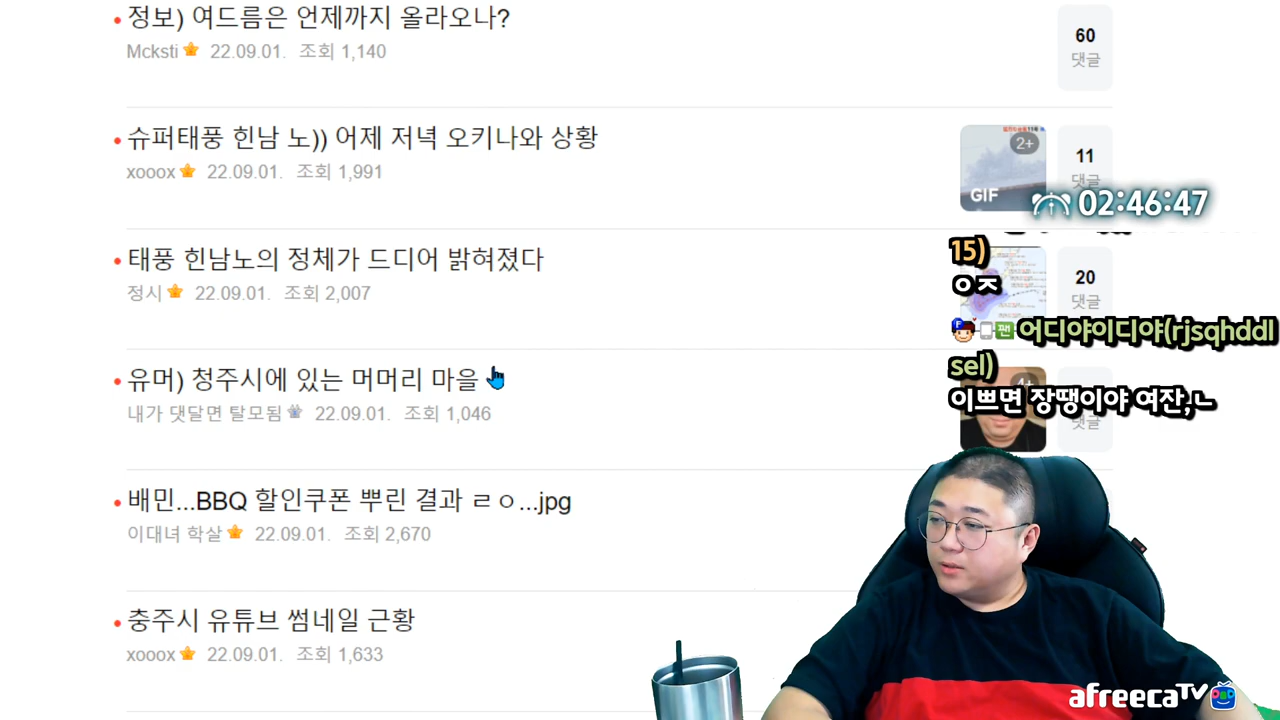 정보) 여드름은 언제까지 올라오나?
Mcksti 22.09.01. 조회 1,140
60
댓글
슈퍼태풍 힌남 노)) 어제 저녁 오키나와 상황
xooox 22.09.01. 조회 1,991
2+
GIF
11
댓글
02:46:47
태풍 힌남노의 정체가 드디어 밝혀졌다
정시 22.09.01. 조회 2,007
20
댓글
15)
ㅇㅈ
팬 어디야이디야(rjsqhddl
sel)
이쁘면 장땡이야 여잔,ㄴ
유머) 청주시에 있는 머머리 마을
내가 댓달면 탈모됨 22.09.01. 조회 1,046
4+
댓글
배민...BBQ 할인쿠폰 뿌린 결과 ㄹㅇ...jpg
이대녀 학살 22.09.01. 조회 2,670
충주시 유튜브 썸네일 근황
xooox 22.09.01. 조회 1,633
afreecaTV